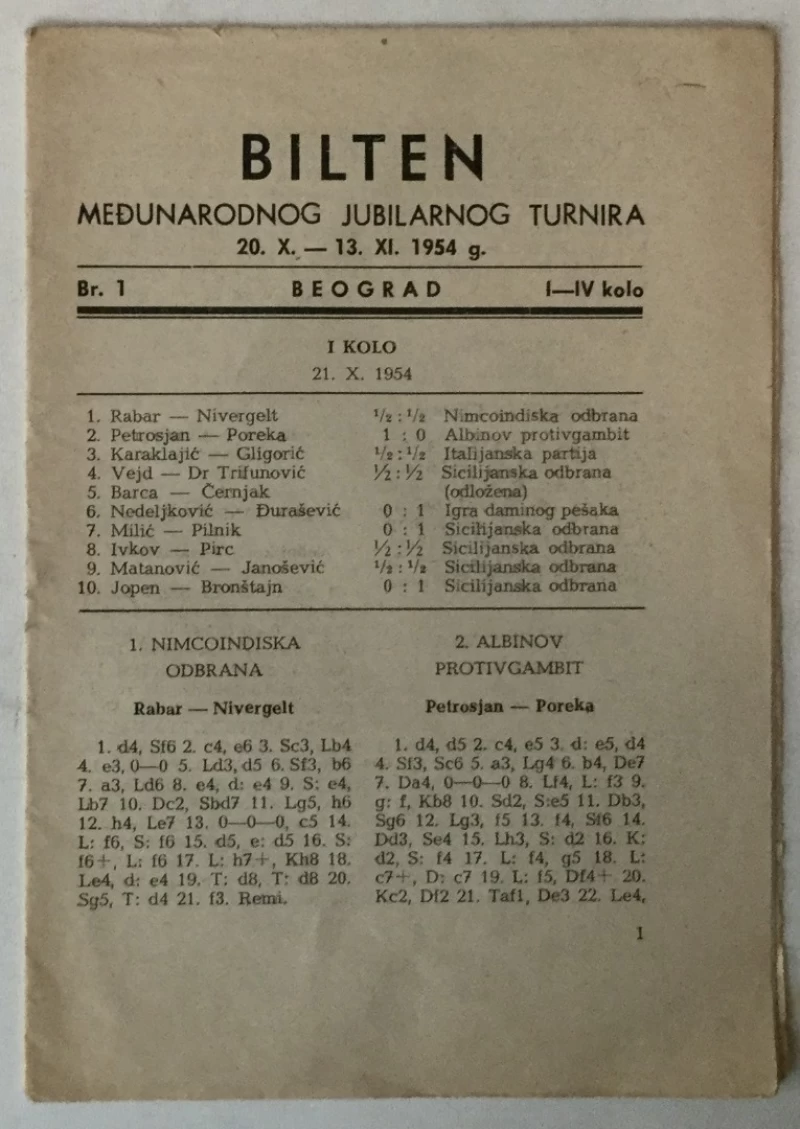 BILTEN
MEĐUNARODNOG JUBILARNOG TURNIRA
20. X. — 13. XI. 1954 g.
Br. 1 BEOGRAD I—IV kolo
I KOLO
21. X. 1954
1. Rabar — Nivergelt ½ : ½ Nimcoindiska odbrana
2. Petrosjan — Poreka 1 : 0 Albinov protivgambit
3. Karaklajić — Gligorić ½ : ½ Italijanska partija
4. Vejd — Dr Trifunović ½ : ½ Sicilijanska odbrana
5. Barca — Černjak (odložena)
6. Nedeljković — Đurašević 0 : 1 Igra daminog pešaka
7. Milić — Pilnik 0 : 1 Sicilijanska odbrana
8. Ivkov — Pirc ½ : ½ Sicilijanska odbrana
9. Matanović — Janošević ½ : ½ Sicilijanska odbrana
10. Jopen — Bronštajn 0 : 1 Sicilijanska odbrana
1. NIMCOINDISKA
ODBRANA
Rabar — Nivergelt
1. d4, Sf6 2. c4, e6 3. Sc3, Lb4
4. e3, 0—0 5. Ld3, d5 6. Sf3, b6
7. a3, Ld6 8. e4, d: e4 9. S: e4,
Lb7 10. Dc2, Sbd7 11. Lg5, h6
12. h4, Le7 13. 0—0—0, c5 14.
L: f6, S: f6 15. d5, e: d5 16. S:
f6+, L: f6 17. L: h7+, Kh8 18.
Le4, d: e4 19. T: d8, T: d8 20.
Sg5, T: d4 21. f3. Remi.
2. ALBINOV
PROTIVGAMBIT
Petrosjan — Poreka
1. d4, d5 2. c4, e5 3. d: e5, d4
4. Sf3, Sc6 5. a3, Lg4 6. b4, De7
7. Da4, 0—0—0 8. Lf4, L: f3 9.
g: f, Kb8 10. Sd2, S:e5 11. Db3,
Sg6 12. Lg3, f5 13. f4, Sf6 14.
Dd3, Se4 15. Lh3, S: d2 16. K:
d2, S: f4 17. L: f4, g5 18. L:
c7+, D: c7 19. L: f5, Df4+ 20.
Kc2, Df2 21. Taf1, De3 22. Le4,
1